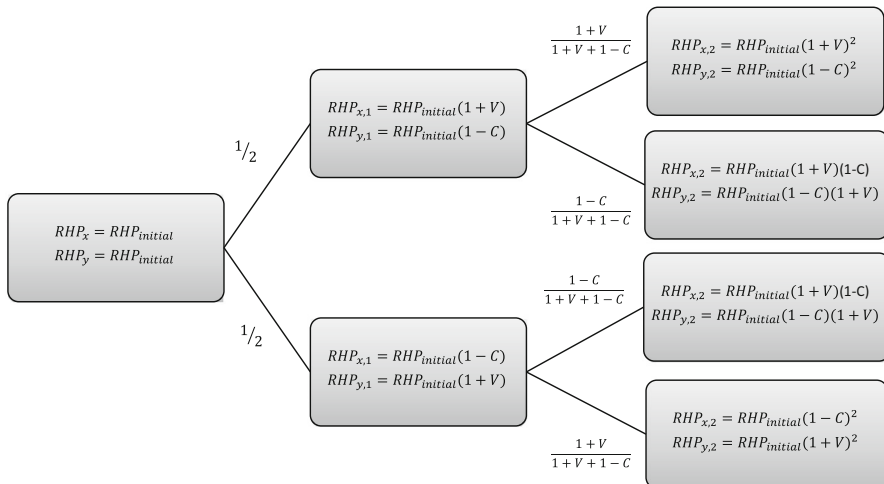 RHP_x = RHP_initial
RHP_y = RHP_initial
1/2
1/2
RHP_x,1 = RHP_initial(1 + V)
RHP_y,1 = RHP_initial(1 − C)
RHP_x,1 = RHP_initial(1 − C)
RHP_y,1 = RHP_initial(1 + V)
1 + V
1 + V + 1 − C
1 − C
1 + V + 1 − C
1 − C
1 + V + 1 − C
1 + V
1 + V + 1 − C
RHP_x,2 = RHP_initial(1 + V)²
RHP_y,2 = RHP_initial(1 − C)²
RHP_x,2 = RHP_initial(1 + V)(1-C)
RHP_y,2 = RHP_initial(1 − C)(1 + V)
RHP_x,2 = RHP_initial(1 + V)(1-C)
RHP_y,2 = RHP_initial(1 − C)(1 + V)
RHP_x,2 = RHP_initial(1 − C)²
RHP_y,2 = RHP_initial(1 + V)²